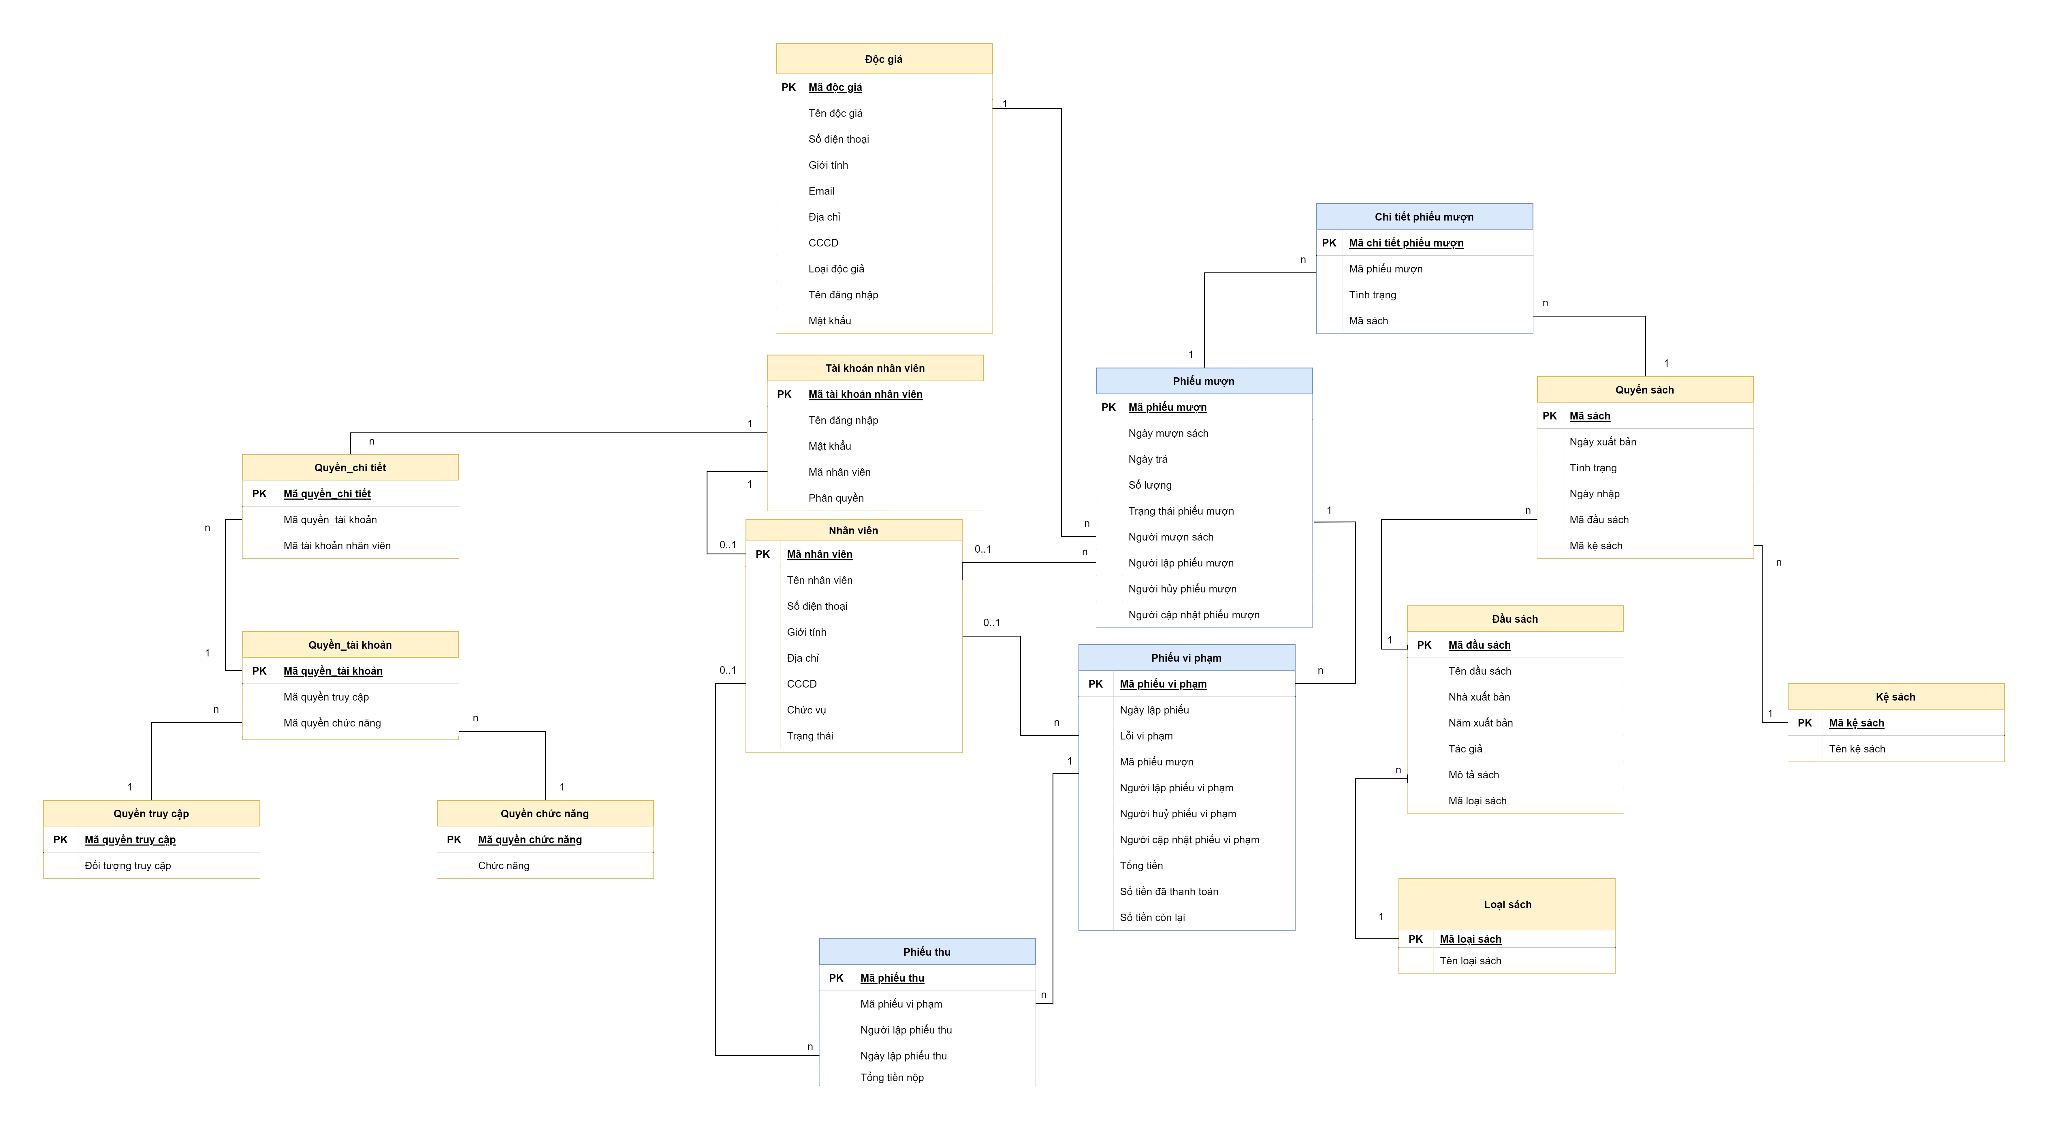 Độc giả
PK Mã độc giả
Tên độc giả
Số điện thoại
Giới tính
Email
Địa chỉ
CCCD
Loại độc giả
Tên đăng nhập
Mật khẩu
1
n
Chi tiết phiếu mượn
PK Mã chi tiết phiếu mượn
Mã phiếu mượn
Tình trạng
Mã sách
n
n
1
1
Tài khoản nhân viên
PK Mã tài khoản nhân viên
Tên đăng nhập
Mật khẩu
Mã nhân viên
Phân quyền
1
n
1
0..1
Phiếu mượn
PK Mã phiếu mượn
Ngày mượn sách
Ngày trả
Số lượng
Trạng thái phiếu mượn
Người mượn sách
Người lập phiếu mượn
Người hủy phiếu mượn
Người cập nhật phiếu mượn
1
n
Quyển sách
PK Mã sách
Ngày xuất bản
Tình trạng
Ngày nhập
Mã đầu sách
Mã kệ sách
n
1
n
1
Quyền_chi tiết
PK Mã quyền_chi tiết
Mã quyền_tài khoản
Mã tài khoản nhân viên
n
1
Nhân viên
PK Mã nhân viên
Tên nhân viên
Số điện thoại
Giới tính
Địa chỉ
CCCD
Chức vụ
Trạng thái
0..1
n
0..1
n
0..1
n
Quyền_tài khoản
PK Mã quyền_tài khoản
Mã quyền truy cập
Mã quyền chức năng
n
1
n
1
Phiếu vi phạm
PK Mã phiếu vi phạm
Ngày lập phiếu
Lỗi vi phạm
Mã phiếu mượn
Người lập phiếu vi phạm
Người huỷ phiếu vi phạm
Người cập nhật phiếu vi phạm
Tổng tiền
Số tiền đã thanh toán
Số tiền còn lại
1
n
Đầu sách
PK Mã đầu sách
Tên đầu sách
Nhà xuất bản
Năm xuất bản
Tác giả
Mô tả sách
Mã loại sách
n
1
Kệ sách
PK Mã kệ sách
Tên kệ sách
Quyền truy cập
PK Mã quyền truy cập
Đối tượng truy cập
Quyền chức năng
PK Mã quyền chức năng
Chức năng
Loại sách
PK Mã loại sách
Tên loại sách
Phiếu thu
PK Mã phiếu thu
Mã phiếu vi phạm
Người lập phiếu thu
Ngày lập phiếu thu
Tổng tiền nộp